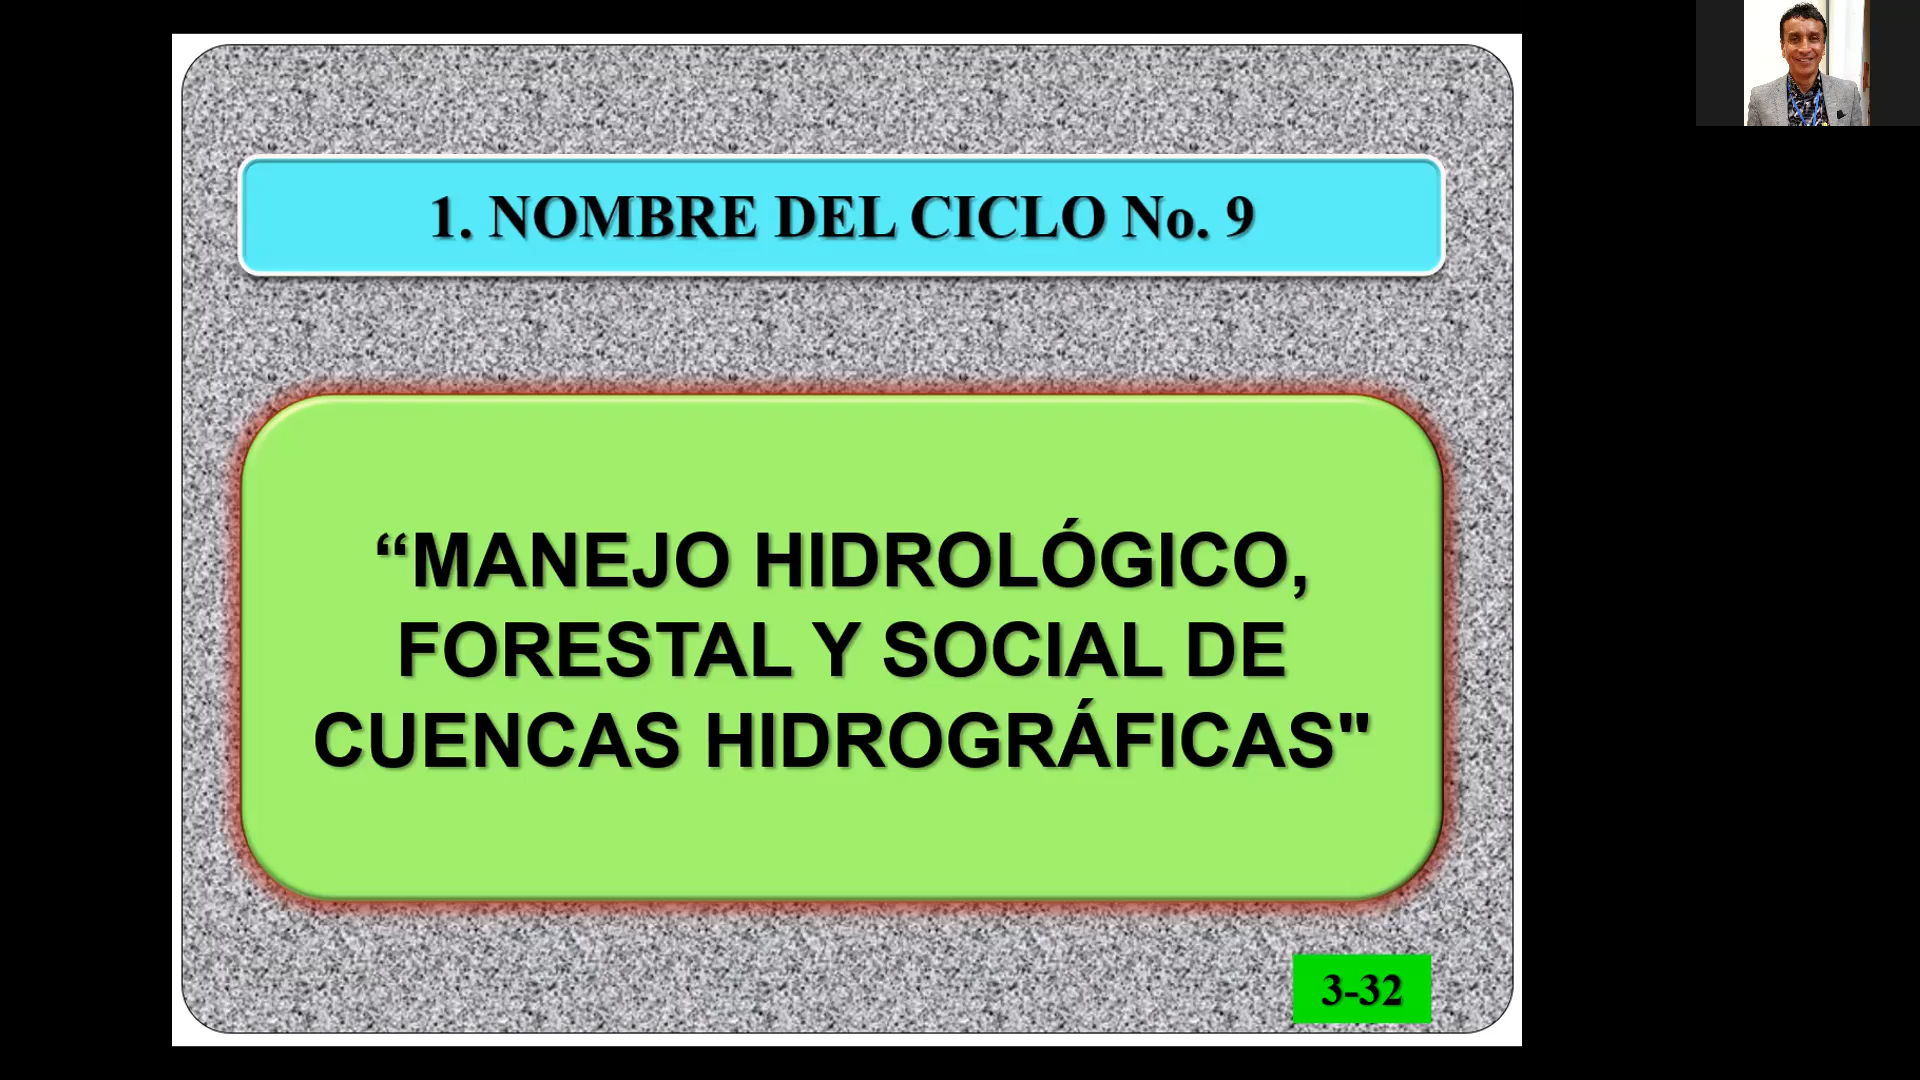 1. NOMBRE DEL CICLO No. 9
“MANEJO HIDROLÓGICO,
FORESTAL Y SOCIAL DE
CUENCAS HIDROGRÁFICAS"
3-32